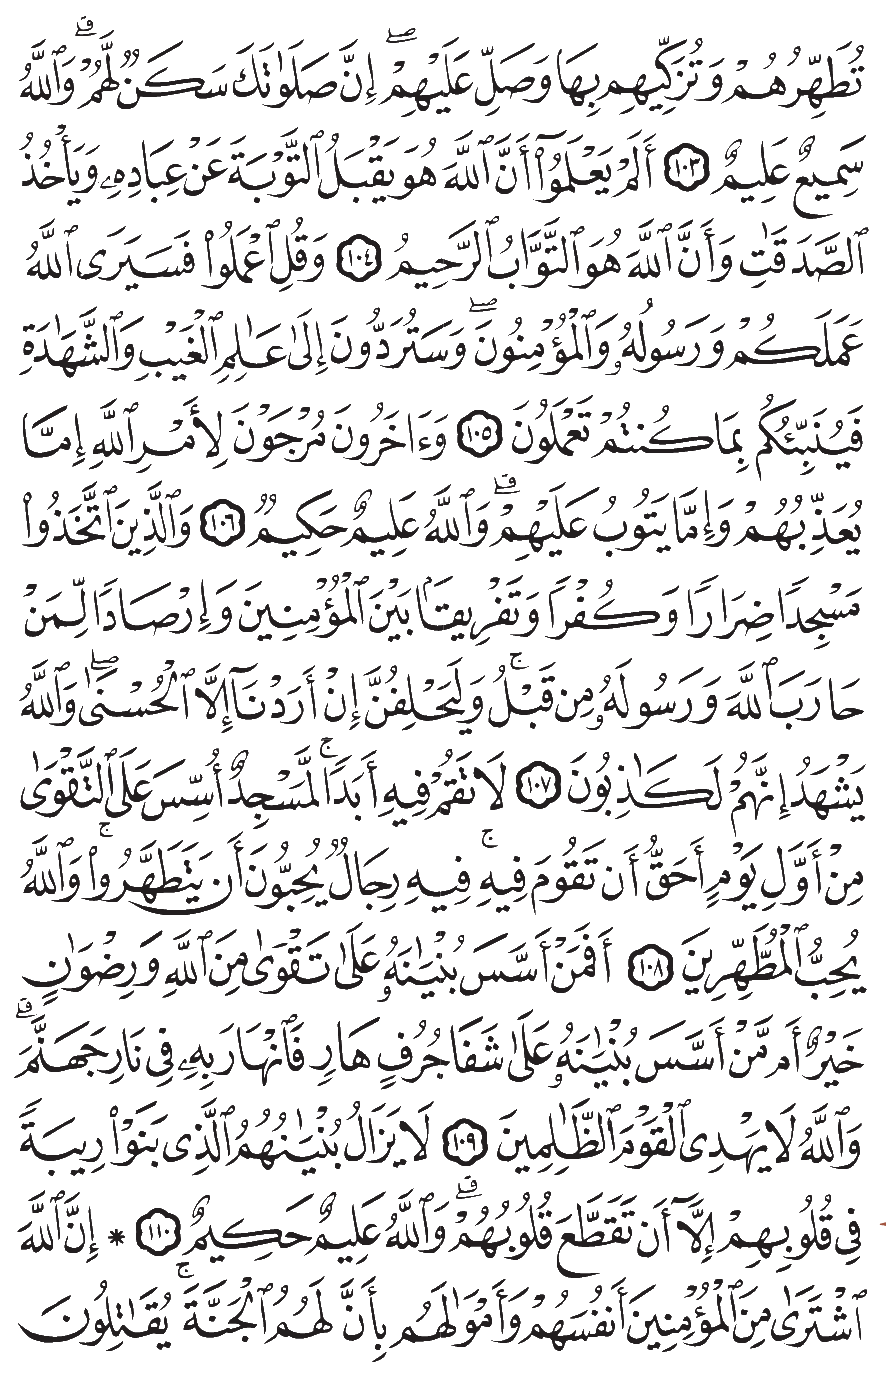 تُطَهِّرُهُمْ وَتُزَكِّيهِم بِهَا وَصَلِّ عَلَيْهِمْۖ إِنَّ صَلَوٰتَكَ سَكَنٌ لَّهُمْۗ وَٱللَّهُ
سَمِيعٌ عَلِيمٌ ١٠٣ أَلَمْ يَعْلَمُوٓا۟ أَنَّ ٱللَّهَ هُوَ يَقْبَلُ ٱلتَّوْبَةَ عَنْ عِبَادِهِۦ وَيَأْخُذُ
ٱلصَّدَقَٰتِ وَأَنَّ ٱللَّهَ هُوَ ٱلتَّوَّابُ ٱلرَّحِيمُ ١٠٤ وَقُلِ ٱعْمَلُوا۟ فَسَيَرَى ٱللَّهُ
عَمَلَكُمْ وَرَسُولُهُۥ وَٱلْمُؤْمِنُونَۖ وَسَتُرَدُّونَ إِلَىٰ عَٰلِمِ ٱلْغَيْبِ وَٱلشَّهَٰدَةِ
فَيُنَبِّئُكُم بِمَا كُنتُمْ تَعْمَلُونَ ١٠٥ وَءَاخَرُونَ مُرْجَوْنَ لِأَمْرِ ٱللَّهِ إِمَّا
يُعَذِّبُهُمْ وَإِمَّا يَتُوبُ عَلَيْهِمْۗ وَٱللَّهُ عَلِيمٌ حَكِيمٌ ١٠٦ وَٱلَّذِينَ ٱتَّخَذُوا۟
مَسْجِدًا ضِرَارًا وَكُفْرًا وَتَفْرِيقًۢا بَيْنَ ٱلْمُؤْمِنِينَ وَإِرْصَادًا لِّمَنْ
حَارَبَ ٱللَّهَ وَرَسُولَهُۥ مِن قَبْلُۚ وَلَيَحْلِفُنَّ إِنْ أَرَدْنَآ إِلَّا ٱلْحُسْنَىٰۖ وَٱللَّهُ
يَشْهَدُ إِنَّهُمْ لَكَٰذِبُونَ ١٠٧ لَا تَقُمْ فِيهِ أَبَدًاۚ لَّمَسْجِدٌ أُسِّسَ عَلَى ٱلتَّقْوَىٰ
مِنْ أَوَّلِ يَوْمٍ أَحَقُّ أَن تَقُومَ فِيهِۚ فِيهِ رِجَالٌ يُحِبُّونَ أَن يَتَطَهَّرُوا۟ۚ وَٱللَّهُ
يُحِبُّ ٱلْمُطَّهِّرِينَ ١٠٨ أَفَمَنْ أَسَّسَ بُنْيَٰنَهُۥ عَلَىٰ تَقْوَىٰ مِنَ ٱللَّهِ وَرِضْوَٰنٍ
خَيْرٌ أَم مَّنْ أَسَّسَ بُنْيَٰنَهُۥ عَلَىٰ شَفَا جُرُفٍ هَارٍ فَٱنْهَارَ بِهِۦ فِى نَارِ جَهَنَّمَۗ
وَٱللَّهُ لَا يَهْدِى ٱلْقَوْمَ ٱلظَّٰلِمِينَ ١٠٩ لَا يَزَالُ بُنْيَٰنُهُمُ ٱلَّذِى بَنَوْا۟ رِيبَةً
فِى قُلُوبِهِمْ إِلَّآ أَن تَقَطَّعَ قُلُوبُهُمْۗ وَٱللَّهُ عَلِيمٌ حَكِيمٌ ١١٠ * إِنَّ ٱللَّهَ
ٱشْتَرَىٰ مِنَ ٱلْمُؤْمِنِينَ أَنفُسَهُمْ وَأَمْوَٰلَهُم بِأَنَّ لَهُمُ ٱلْجَنَّةَۚ يُقَٰتِلُونَ